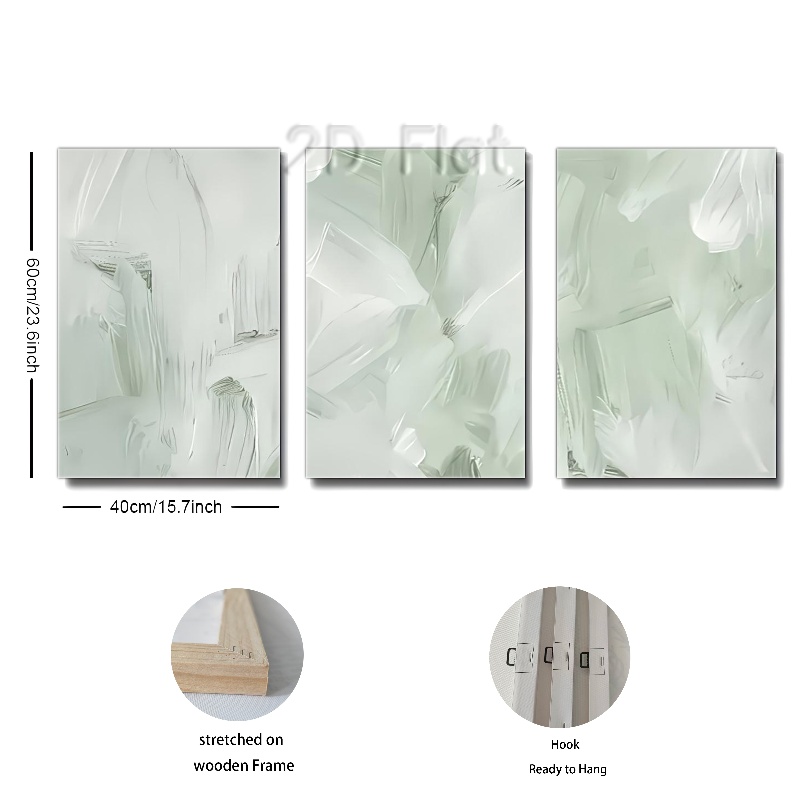 2D Flat
60cm/23.6inch
40cm/15.7inch
stretched on
wooden Frame
Hook
Ready to Hang